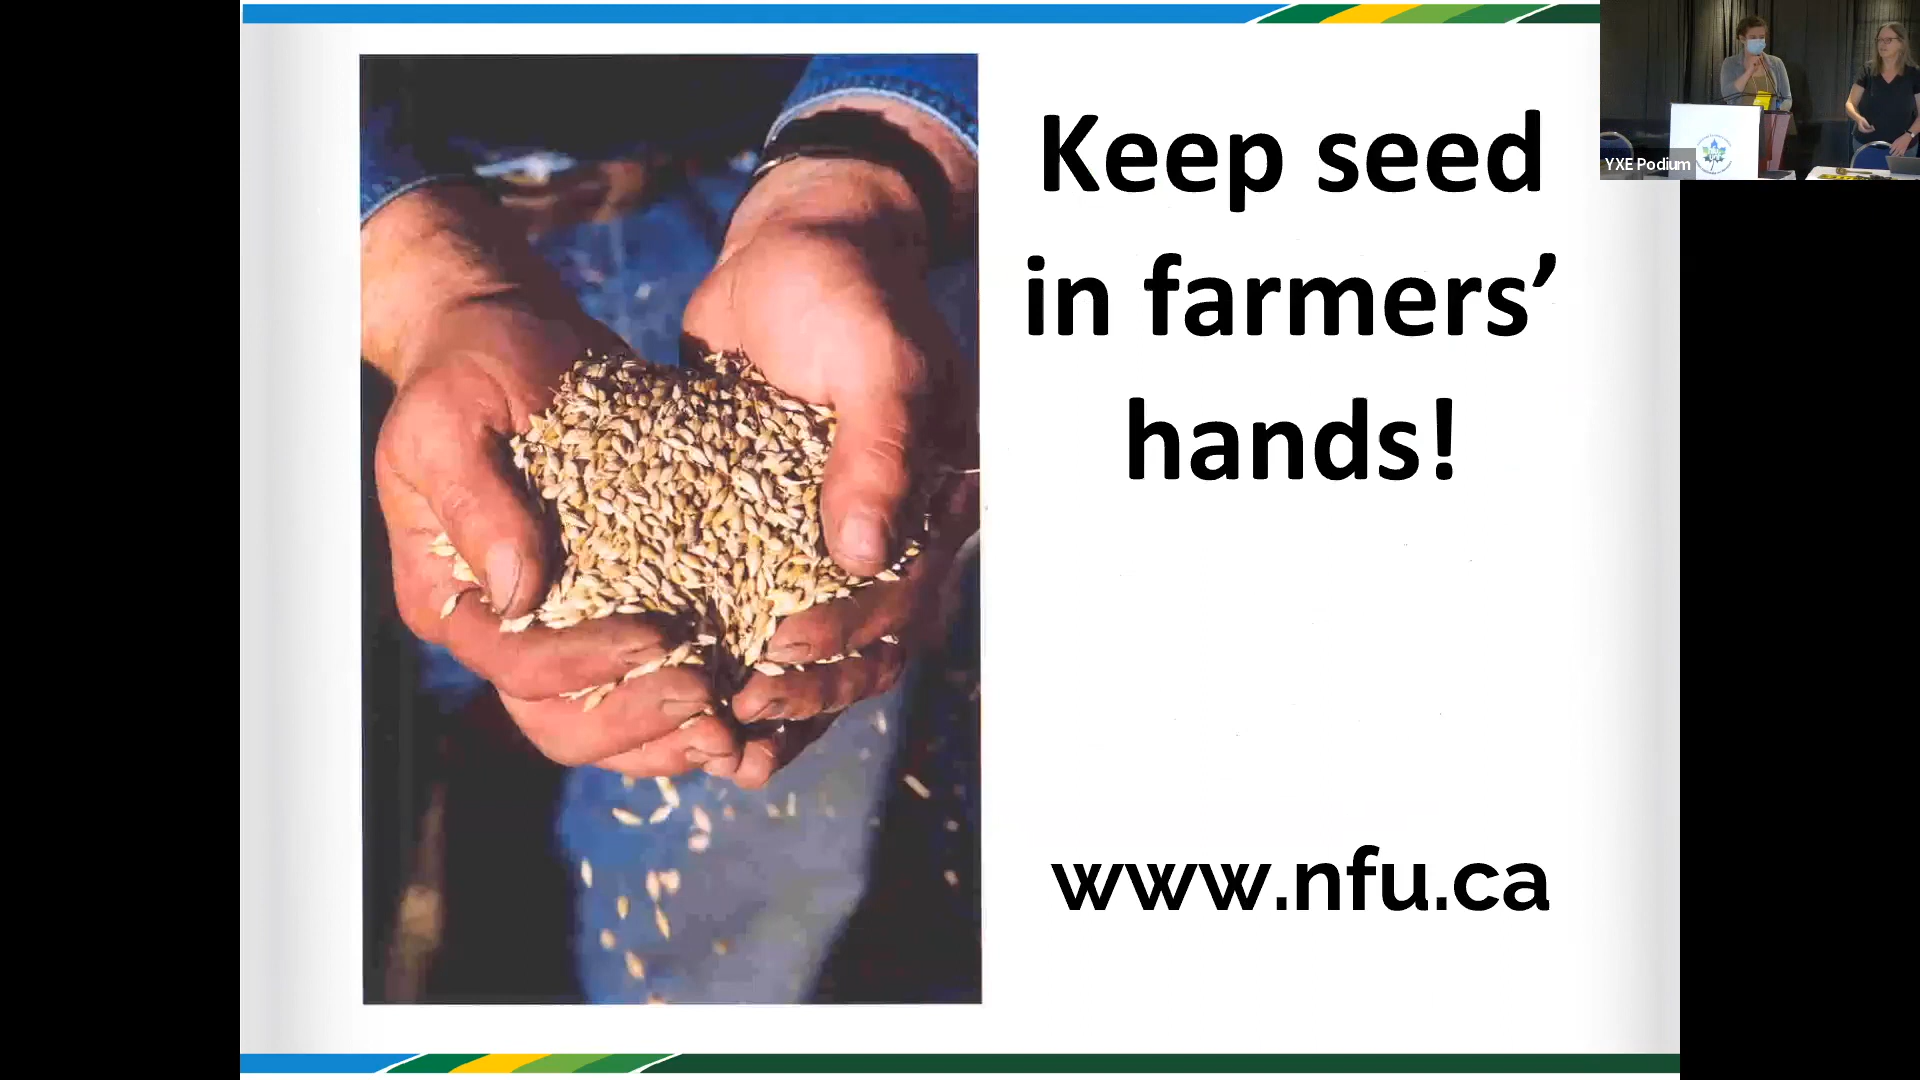 Keep seed
in farmers’
hands!
www.nfu.ca
YXE Podium